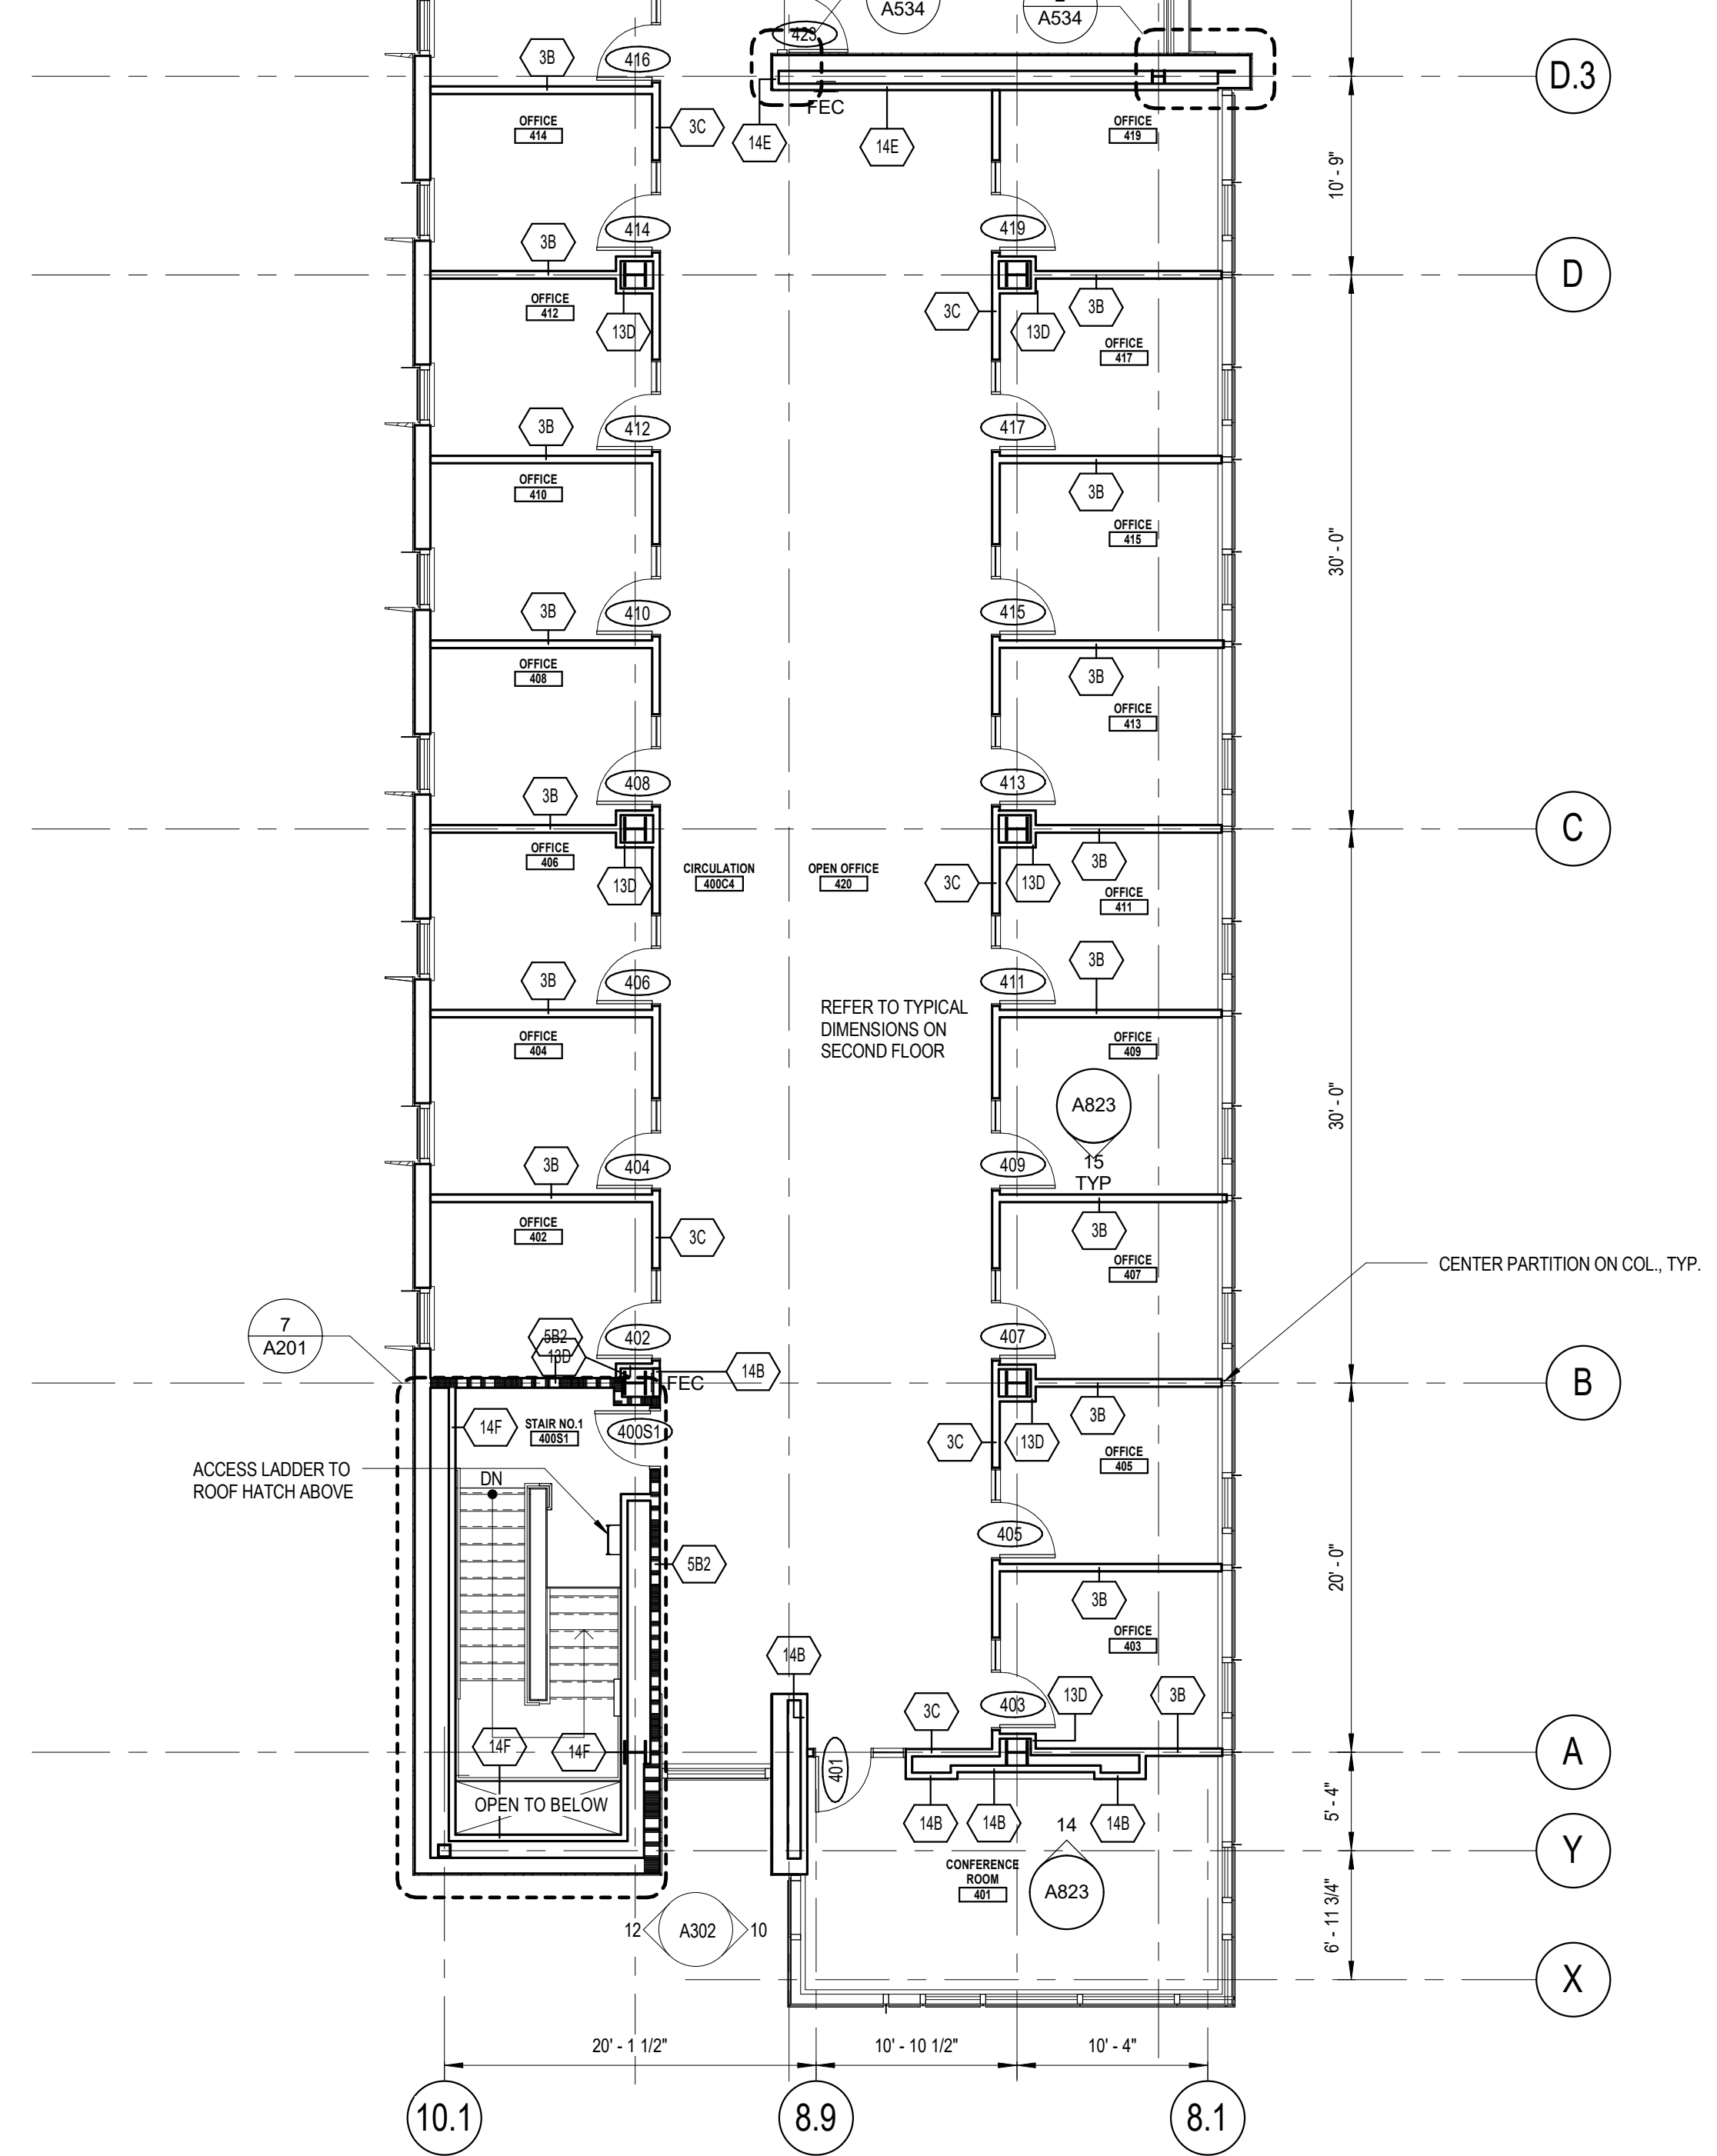 A534
A534
423
3B
416
D.3
FEC
OFFICE
414
3C
14E
14E
OFFICE
419
10' - 9"
414
419
3B
D
OFFICE
412
13D
3C
13D
3B
OFFICE
417
3B
412
417
OFFICE
410
3B
OFFICE
415
30' - 0"
3B
410
415
OFFICE
408
3B
OFFICE
413
3B
408
413
C
OFFICE
406
13D
CIRCULATION
400C4
OPEN OFFICE
420
3C
13D
3B
OFFICE
411
3B
406
411
3B
REFER TO TYPICAL
DIMENSIONS ON
SECOND FLOOR
OFFICE
404
OFFICE
409
A823
15
TYP
30' - 0"
3B
404
409
OFFICE
402
3C
3B
OFFICE
407
CENTER PARTITION ON COL., TYP.
7
A201
5B2
13D
402
407
14B
FEC
B
14F
STAIR NO.1
400S1
400S1
3C
13D
3B
OFFICE
405
ACCESS LADDER TO
ROOF HATCH ABOVE
DN
405
5B2
20' - 0"
3B
OFFICE
403
14B
3C
403
13D
3B
14F
14F
401
A
OPEN TO BELOW
14B
14B
14B
5' - 4"
14
Y
CONFERENCE
ROOM
401
A823
12
A302
10
6' - 11 3/4"
X
20' - 1 1/2"
10' - 10 1/2"
10' - 4"
10.1
8.9
8.1